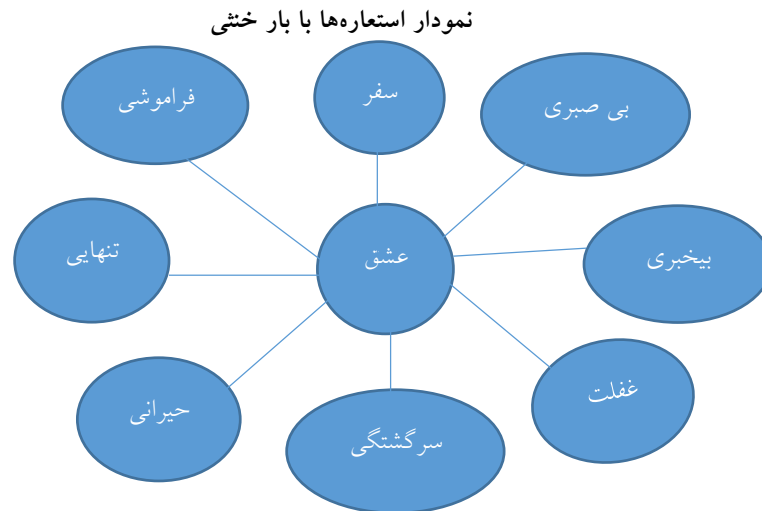 نمودار استعاره‌ها با بار خنثی
بی صبری
سفر
فراموشی
بیخبری
عشق
تنهایی
غفلت
سرگشتگی
حیرانی